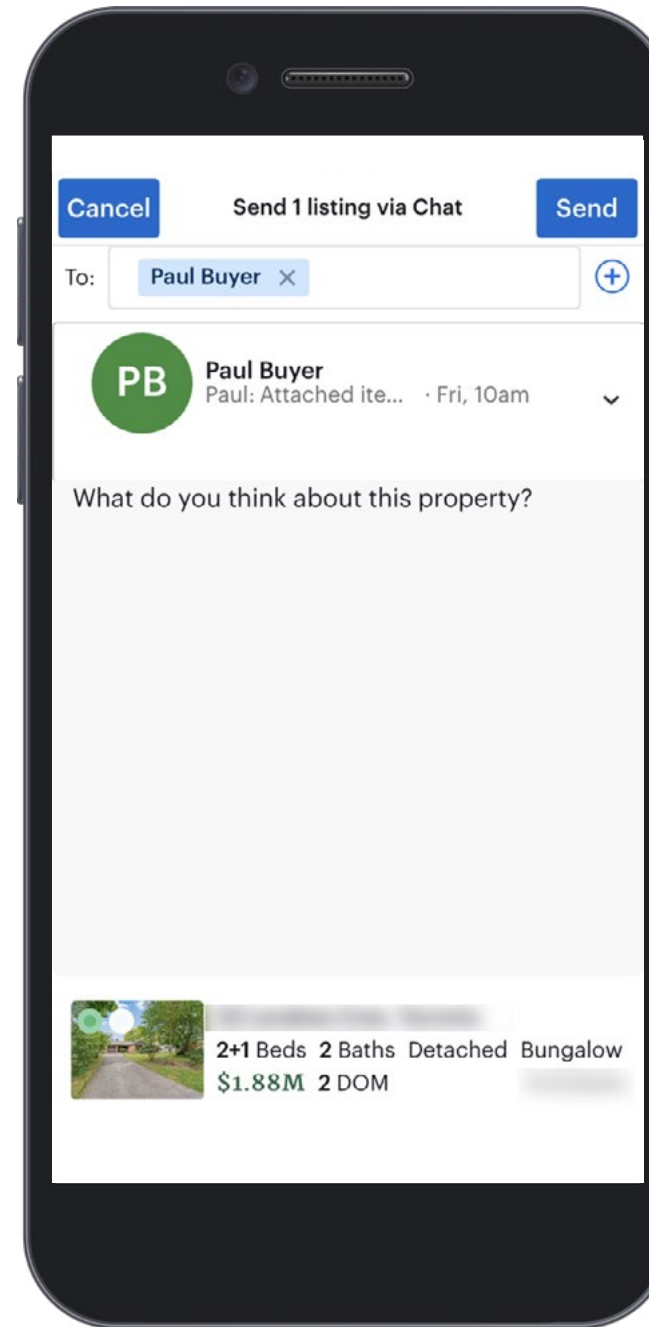 Cancel Send 1 listing via Chat Send
To: Paul Buyer ×
PB
Paul Buyer
Paul: Attached ite... · Fri, 10am
What do you think about this property?
2+1 Beds 2 Baths Detached Bungalow
$1.88M 2 DOM